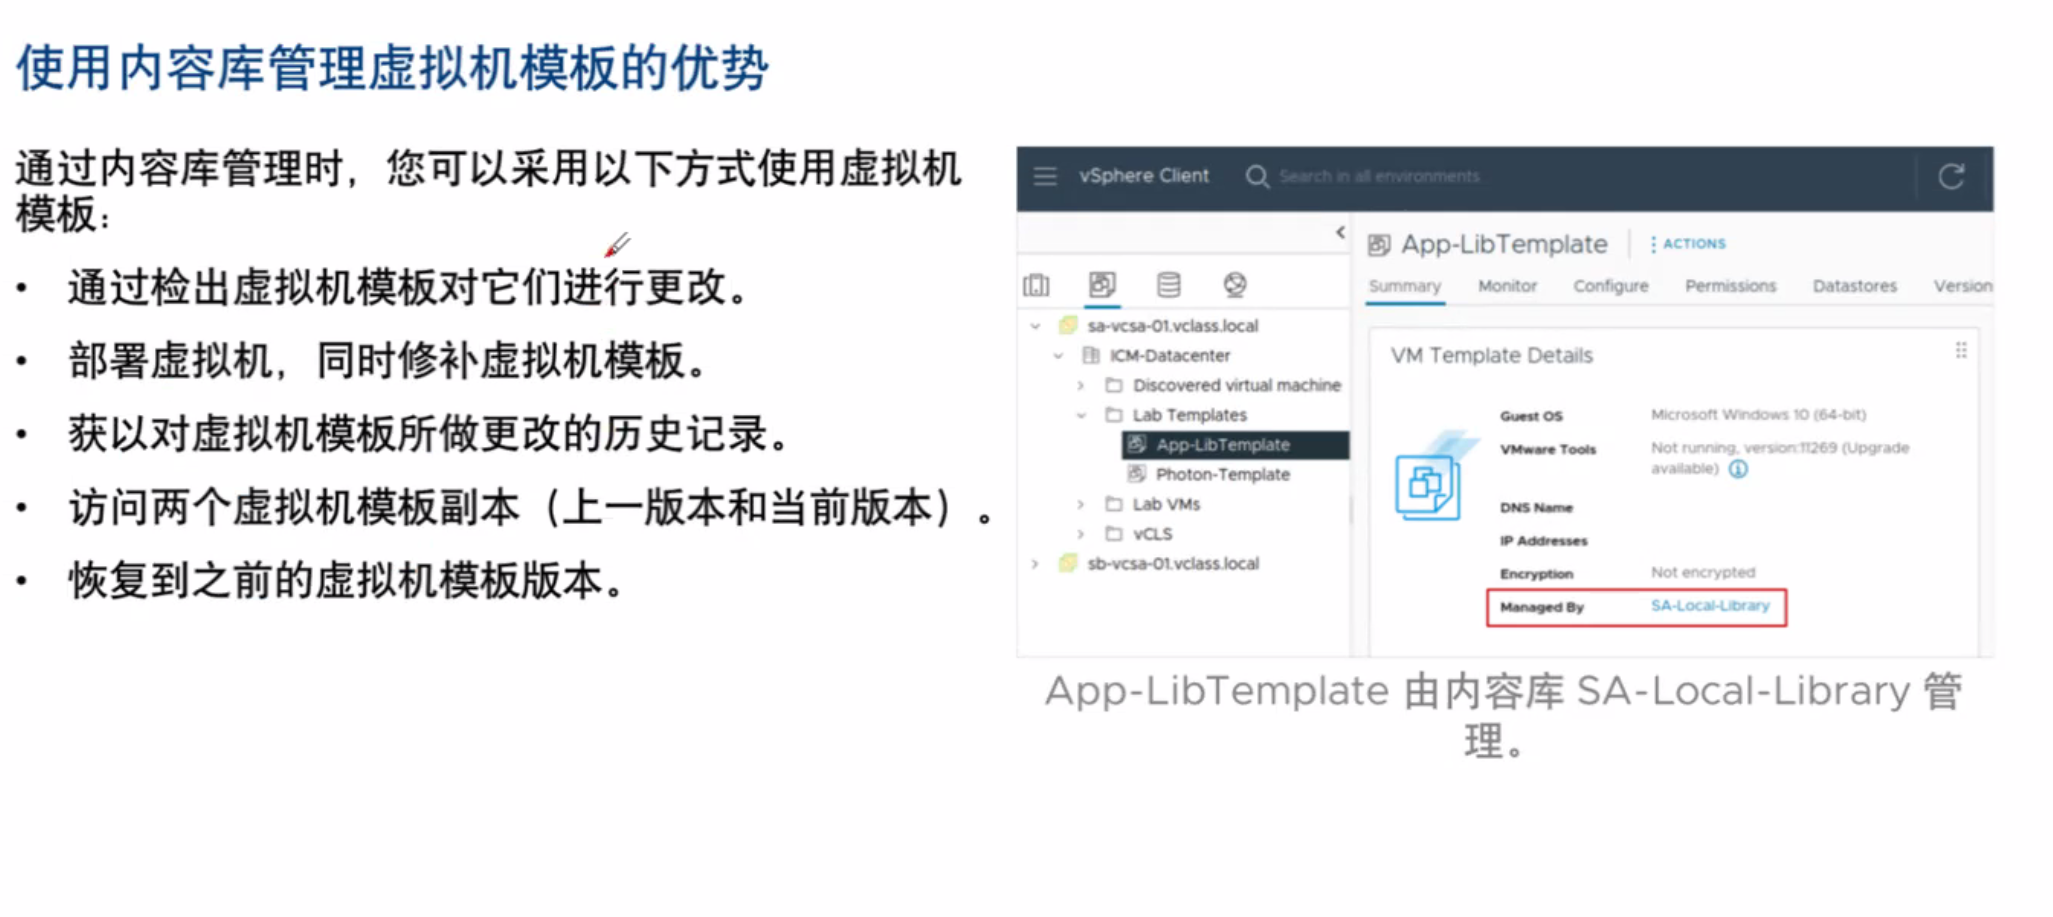 使用内容库管理虚拟机模板的优势
通过内容库管理时，您可以采用以下方式使用虚拟机
模板：
• 通过检出虚拟机模板对它们进行更改。
• 部署虚拟机，同时修补虚拟机模板。
• 获以对虚拟机模板所做更改的历史记录。
• 访问两个虚拟机模板副本（上一版本和当前版本）。
• 恢复到之前的虚拟机模板版本。
vSphere Client
Search in all environments
sa-vcsa-01.vclass.local
ICM-Datacenter
Discovered virtual machine
Lab Templates
App-LibTemplate
Photon-Template
Lab VMs
vCLS
sb-vcsa-01.vclass.local
App-LibTemplate ACTIONS
Summary Monitor Configure Permissions Datastores Version
VM Template Details
Guest OS Microsoft Windows 10 (64-bit)
VMware Tools Not running, version:11269 (Upgrade
available)
DNS Name
IP Addresses
Encryption Not encrypted
Managed By SA-Local-Library
App-LibTemplate 由内容库 SA-Local-Library 管
理。